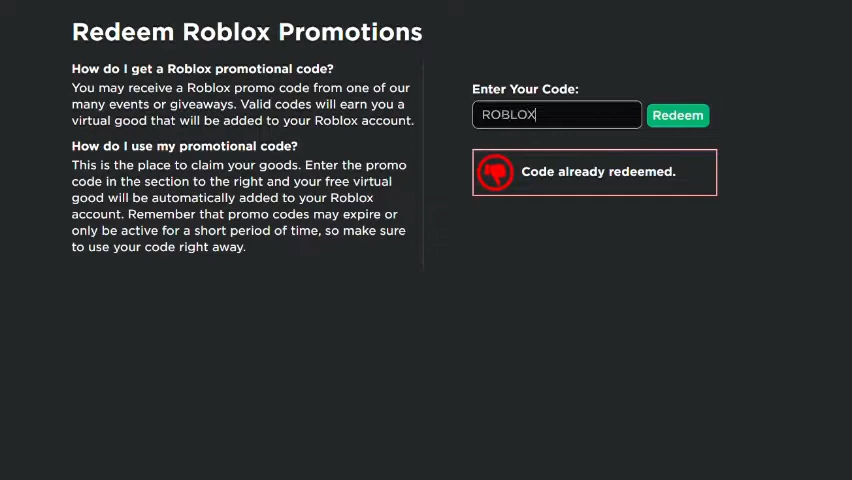 Redeem Roblox Promotions
How do I get a Roblox promotional code?
You may receive a Roblox promo code from one of our
many events or giveaways. Valid codes will earn you a
virtual good that will be added to your Roblox account.
How do I use my promotional code?
This is the place to claim your goods. Enter the promo
code in the section to the right and your free virtual
good will be automatically added to your Roblox
account. Remember that promo codes may expire or
only be active for a short period of time, so make sure
to use your code right away.
Enter Your Code:
ROBLOX
Redeem
Code already redeemed.